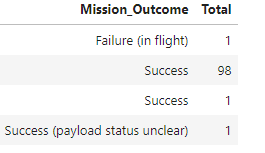 Mission_Outcome Total
Failure (in flight) 1
Success 98
Success 1
Success (payload status unclear) 1